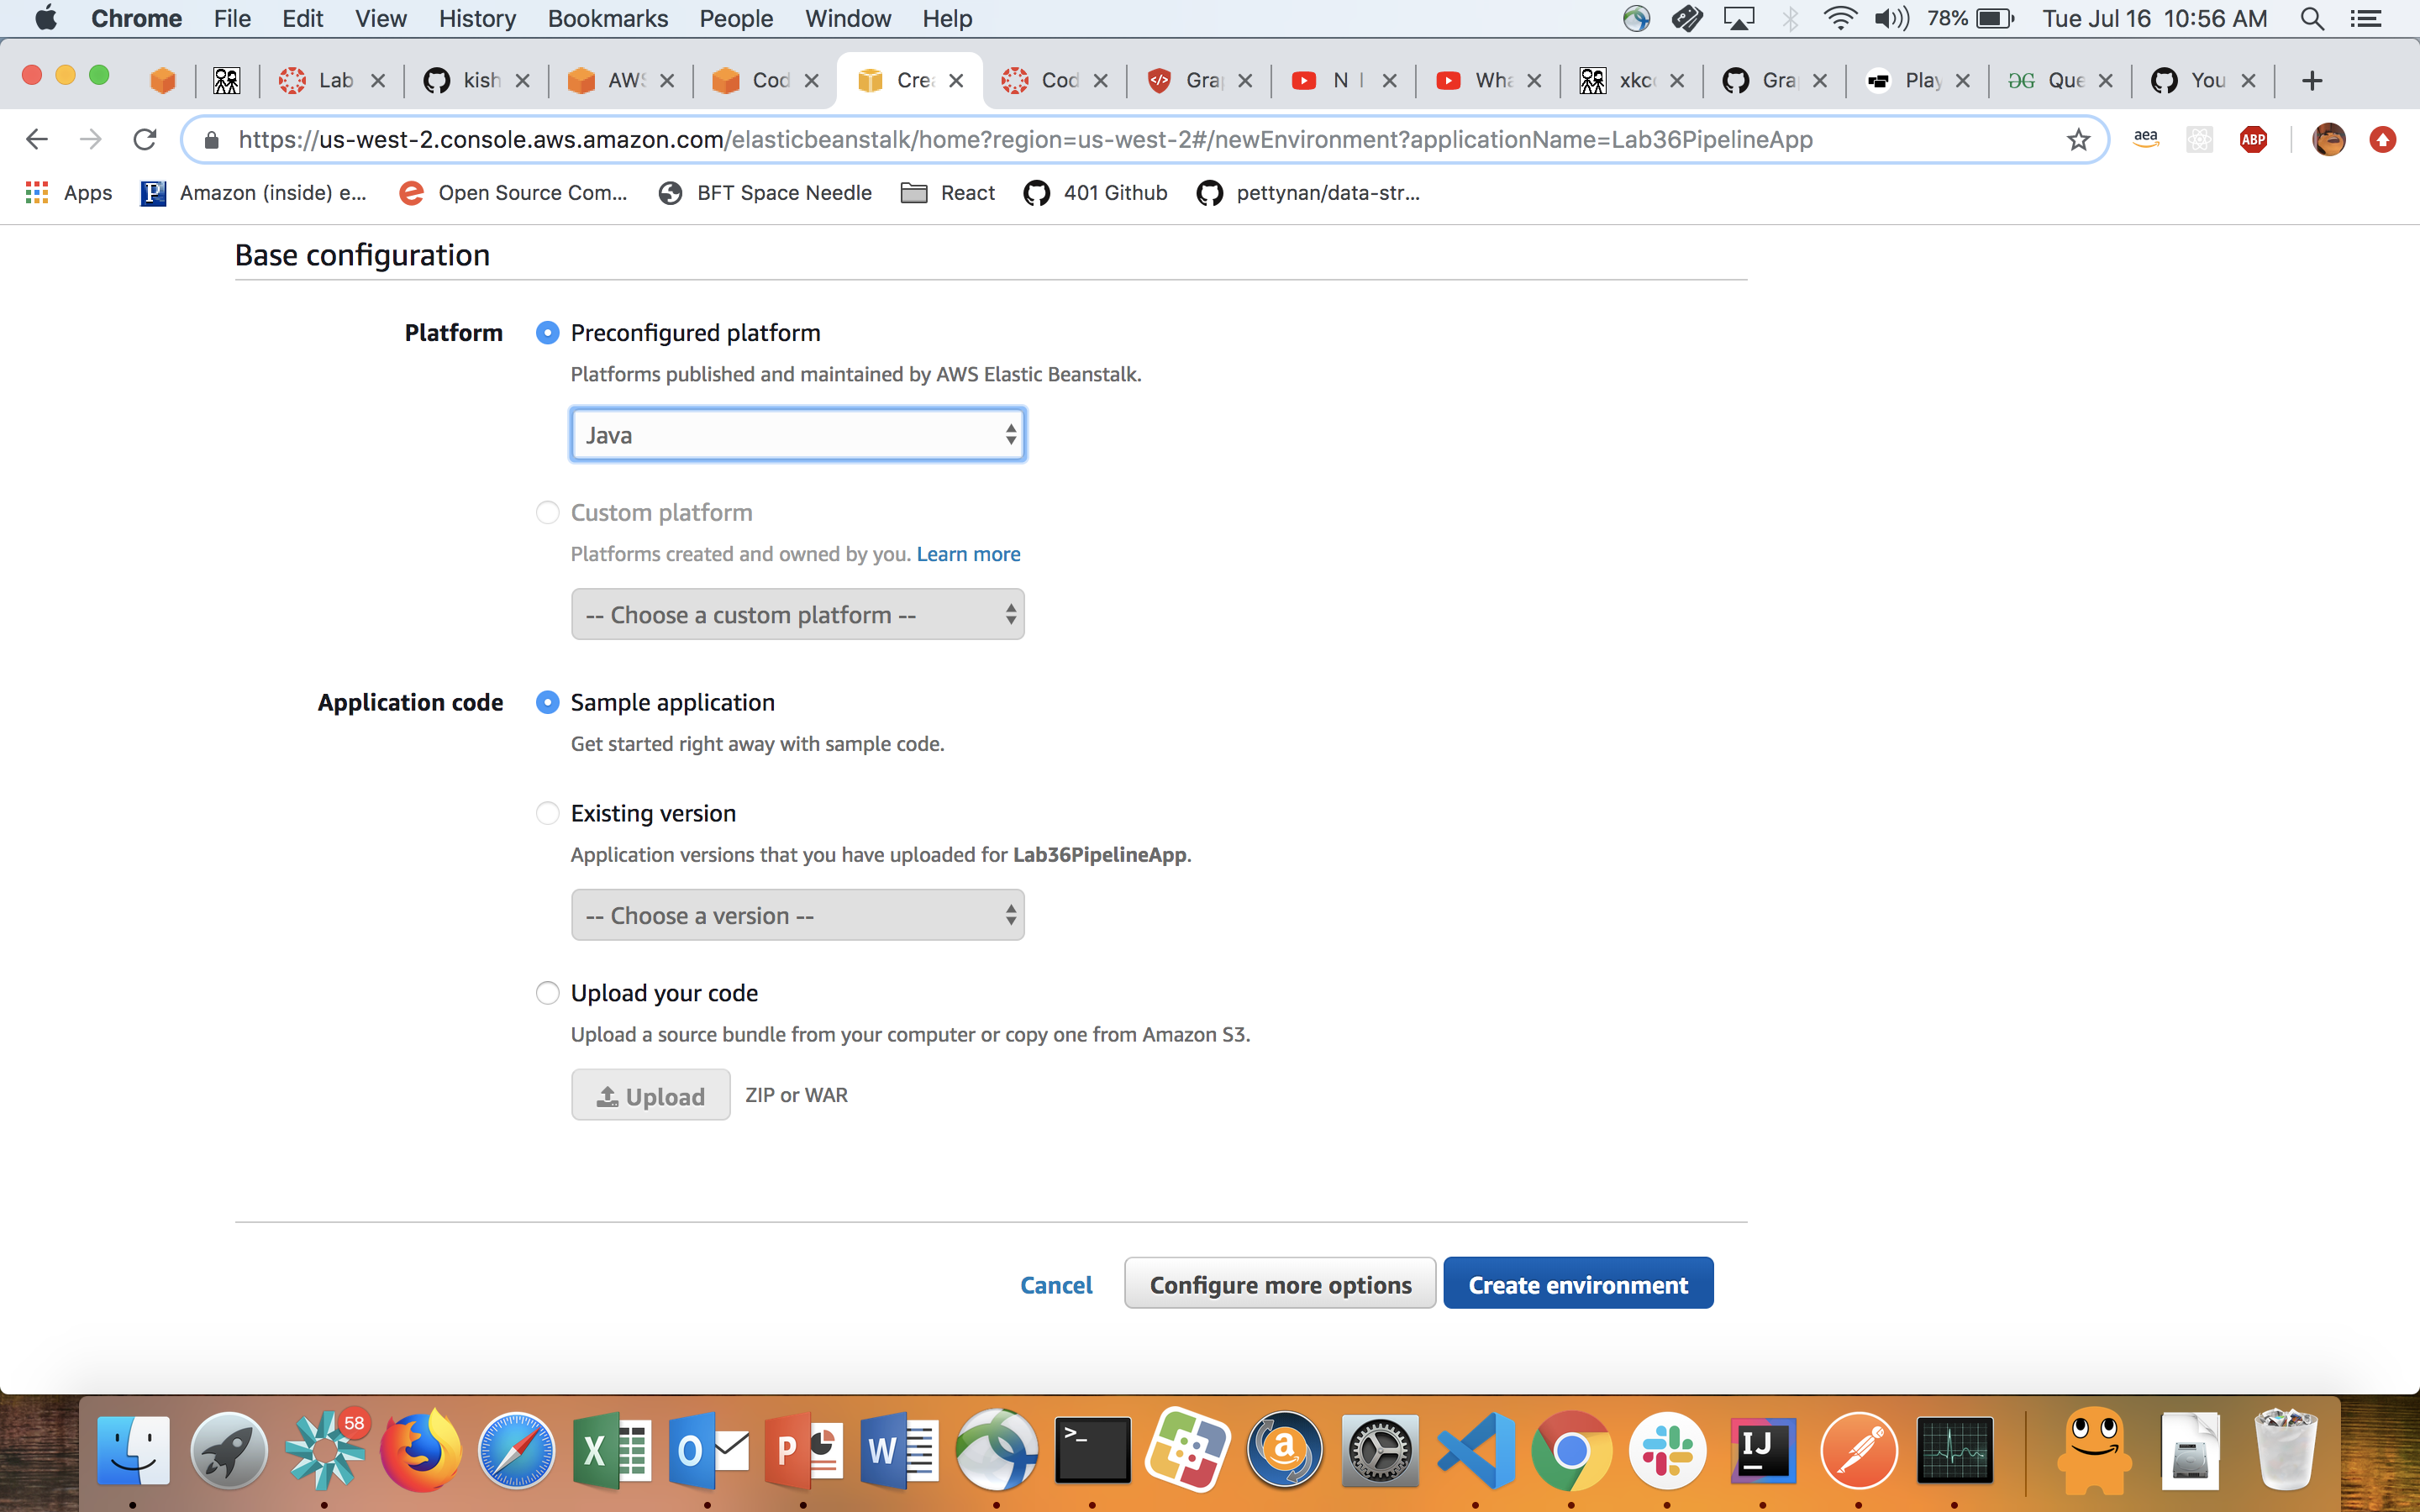 Chrome File Edit View History Bookmarks People Window Help 78% Tue Jul 16 10:56 AM
Lab kish AWS Cod Crea Cod Gra N Wha xkc Gra Play ƏG Que You
https://us-west-2.console.aws.amazon.com/elasticbeanstalk/home?region=us-west-2#/newEnvironment?applicationName=Lab36PipelineApp aea ABP
Apps P Amazon (inside) e... Open Source Com... BFT Space Needle React 401 Github pettynan/data-str...
Base configuration
Platform Preconfigured platform
Platforms published and maintained by AWS Elastic Beanstalk.
Java
Custom platform
Platforms created and owned by you. Learn more
-- Choose a custom platform --
Application code Sample application
Get started right away with sample code.
Existing version
Application versions that you have uploaded for Lab36PipelineApp.
-- Choose a version --
Upload your code
Upload a source bundle from your computer or copy one from Amazon S3.
Upload ZIP or WAR
Cancel Configure more options Create environment
58 X O P W >_ a IJ